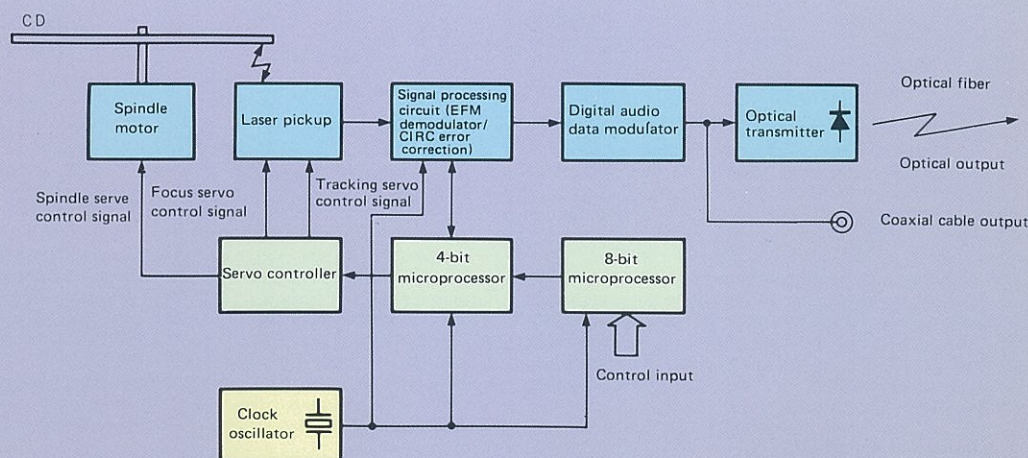 CD
Spindle
motor
Laser pickup
Signal processing
circuit (EFM
demodulator/
CIRC error
correction)
Digital audio
data modulator
Optical
transmitter
Optical fiber
Optical output
Coaxial cable output
Spindle serve
control signal
Focus servo
control signal
Tracking servo
control signal
Servo controller
4-bit
microprocessor
8-bit
microprocessor
Control input
Clock
oscillator